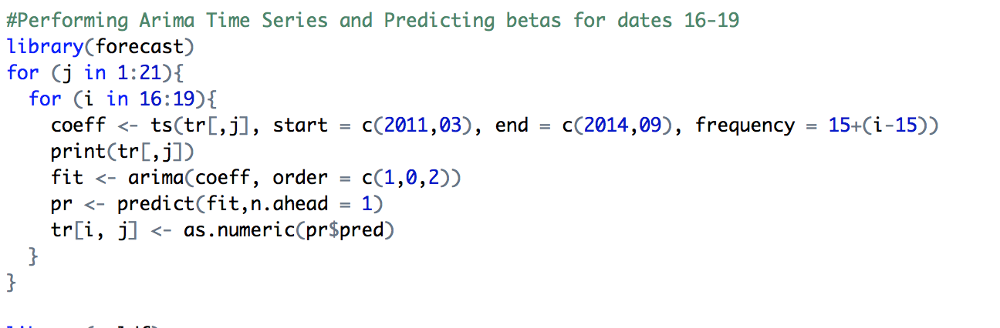 #Performing Arima Time Series and Predicting betas for dates 16-19
library(forecast)
for (j in 1:21){
  for (i in 16:19){
    coeff <- ts(tr[,j], start = c(2011,03), end = c(2014,09), frequency = 15+(i-15))
    print(tr[,j])
    fit <- arima(coeff, order = c(1,0,2))
    pr <- predict(fit,n.ahead = 1)
    tr[i, j] <- as.numeric(pr$pred)
  }
}